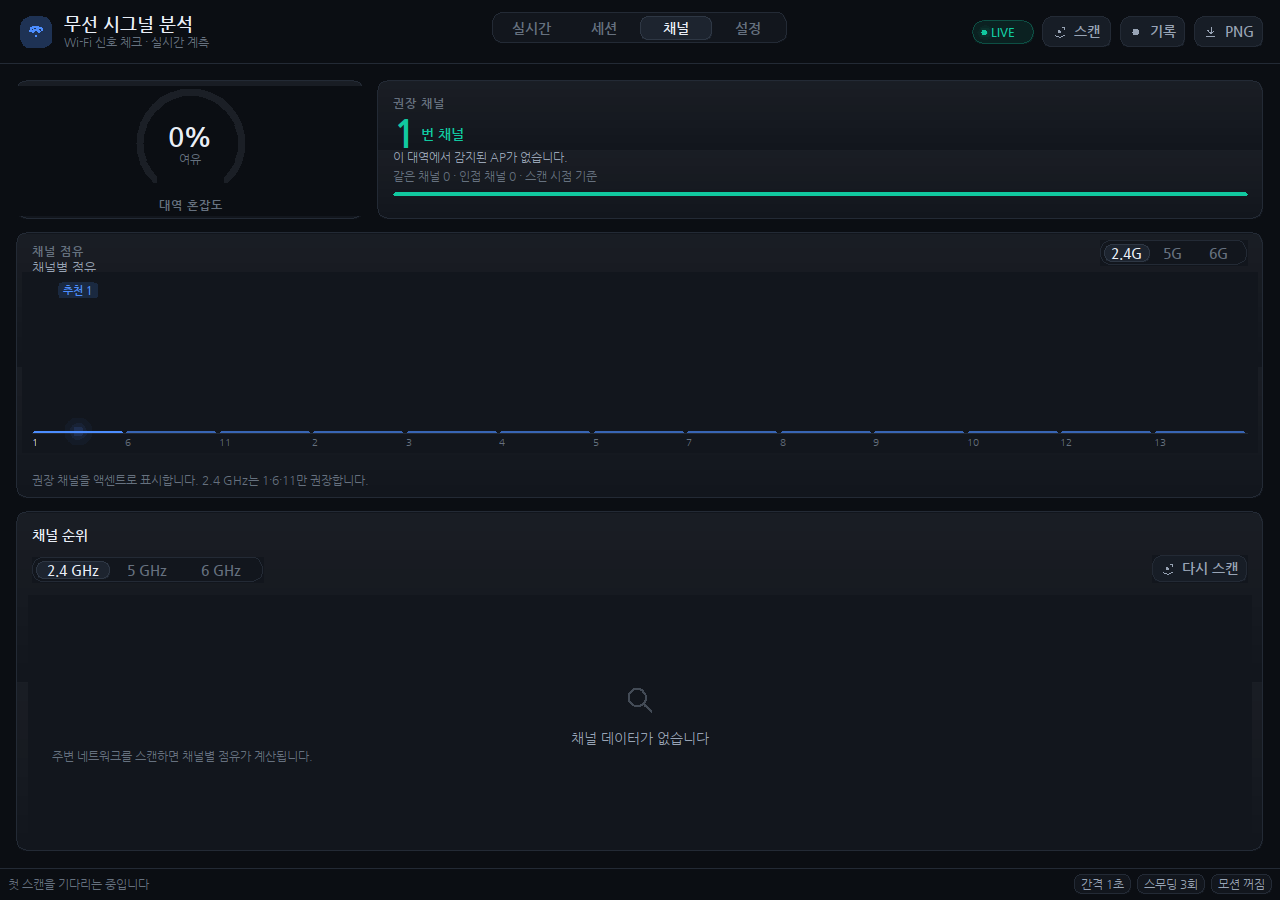 무선 시그널 분석
Wi-Fi 신호 체크 · 실시간 계측
실시간 세션 채널 설정
LIVE 스캔 기록 PNG
0%
여유
대역 혼잡도
권장 채널
1 번 채널
이 대역에서 감지된 AP가 없습니다.
같은 채널 0 · 인접 채널 0 · 스캔 시점 기준
채널 점유
채널별 점유
2.4G 5G 6G
추천 1
1 6 11 2 3 4 5 7 8 9 10 12 13
권장 채널을 액센트로 표시합니다. 2.4 GHz는 1·6·11만 권장합니다.
채널 순위
2.4 GHz 5 GHz 6 GHz
다시 스캔
채널 데이터가 없습니다
주변 네트워크를 스캔하면 채널별 점유가 계산됩니다.
첫 스캔을 기다리는 중입니다
간격 1초 스무딩 3회 모션 꺼짐